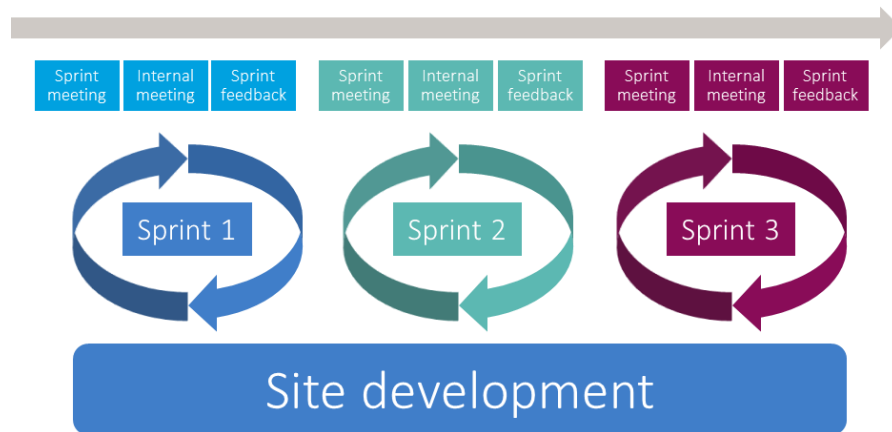 Sprint
meeting
Internal
meeting
Sprint
feedback
Sprint
meeting
Internal
meeting
Sprint
feedback
Sprint
meeting
Internal
meeting
Sprint
feedback
Sprint 1
Sprint 2
Sprint 3
Site development